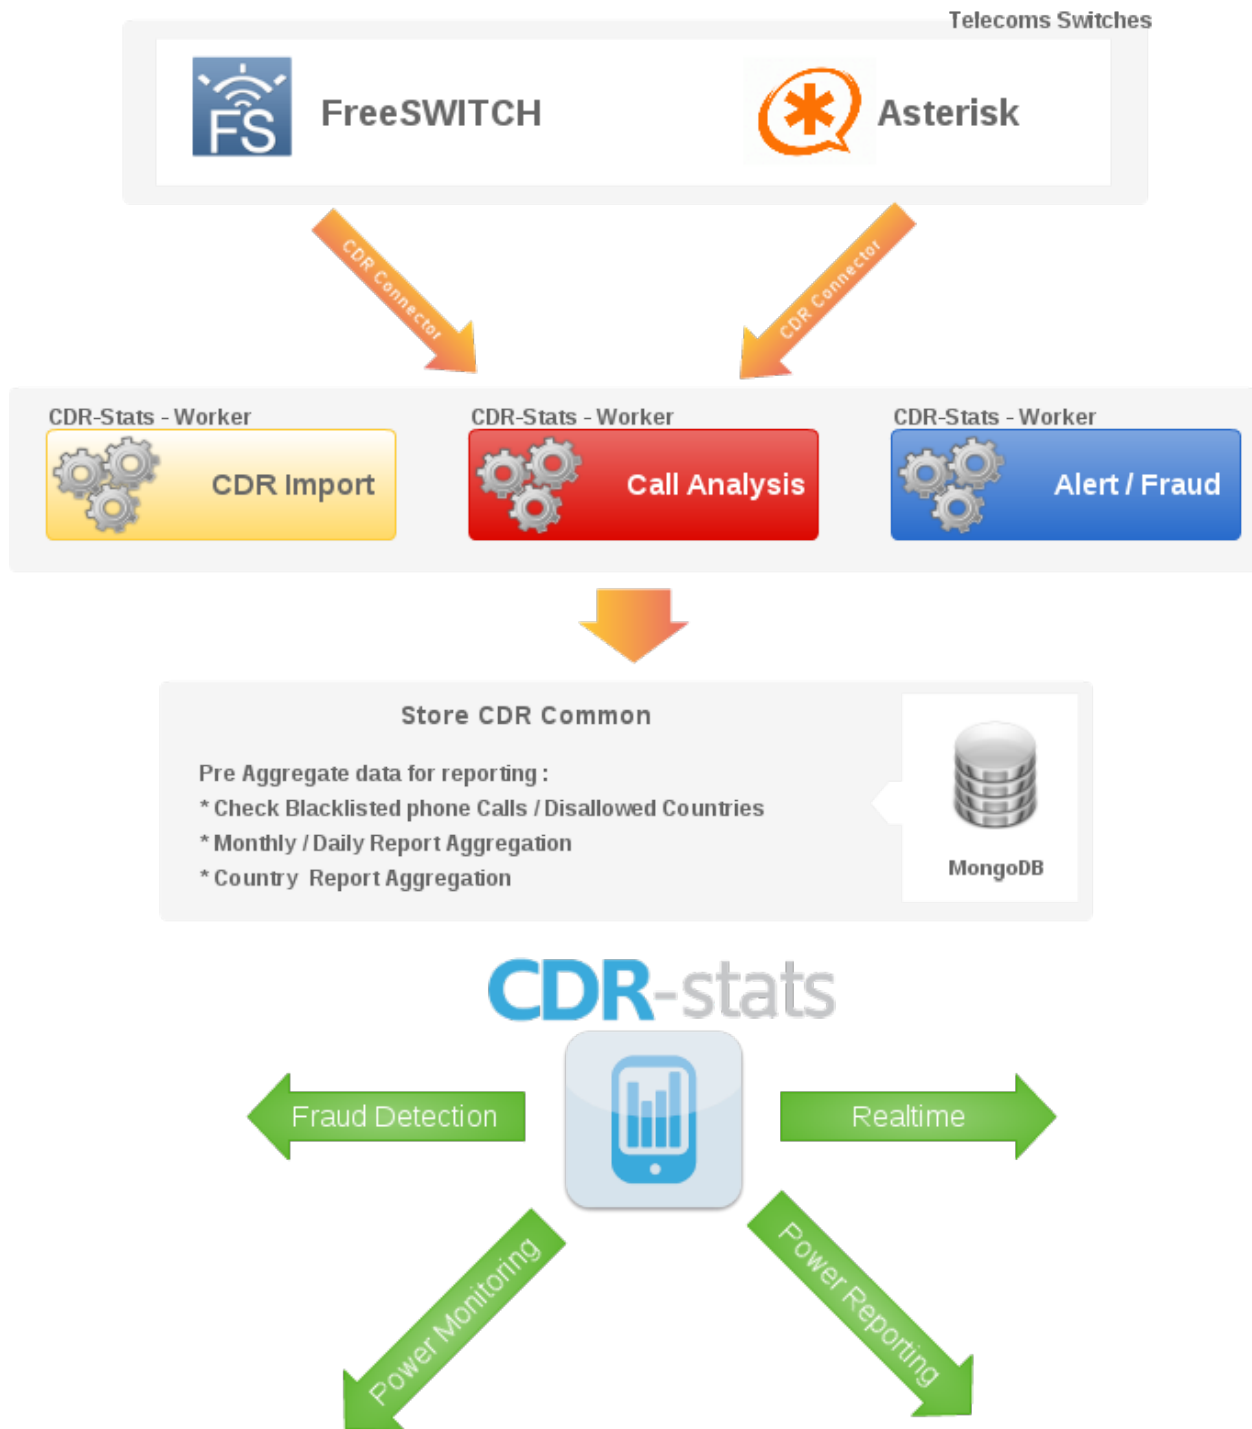 Telecoms Switches
FS
FreeSWITCH
Asterisk
CDR Connector
CDR Connector
CDR-Stats - Worker
CDR Import
CDR-Stats - Worker
Call Analysis
CDR-Stats - Worker
Alert / Fraud
Store CDR Common
Pre Aggregate data for reporting :
* Check Blacklisted phone Calls / Disallowed Countries
* Monthly / Daily Report Aggregation
* Country  Report Aggregation
MongoDB
CDR-stats
Fraud Detection
Realtime
Power Monitoring
Power Reporting